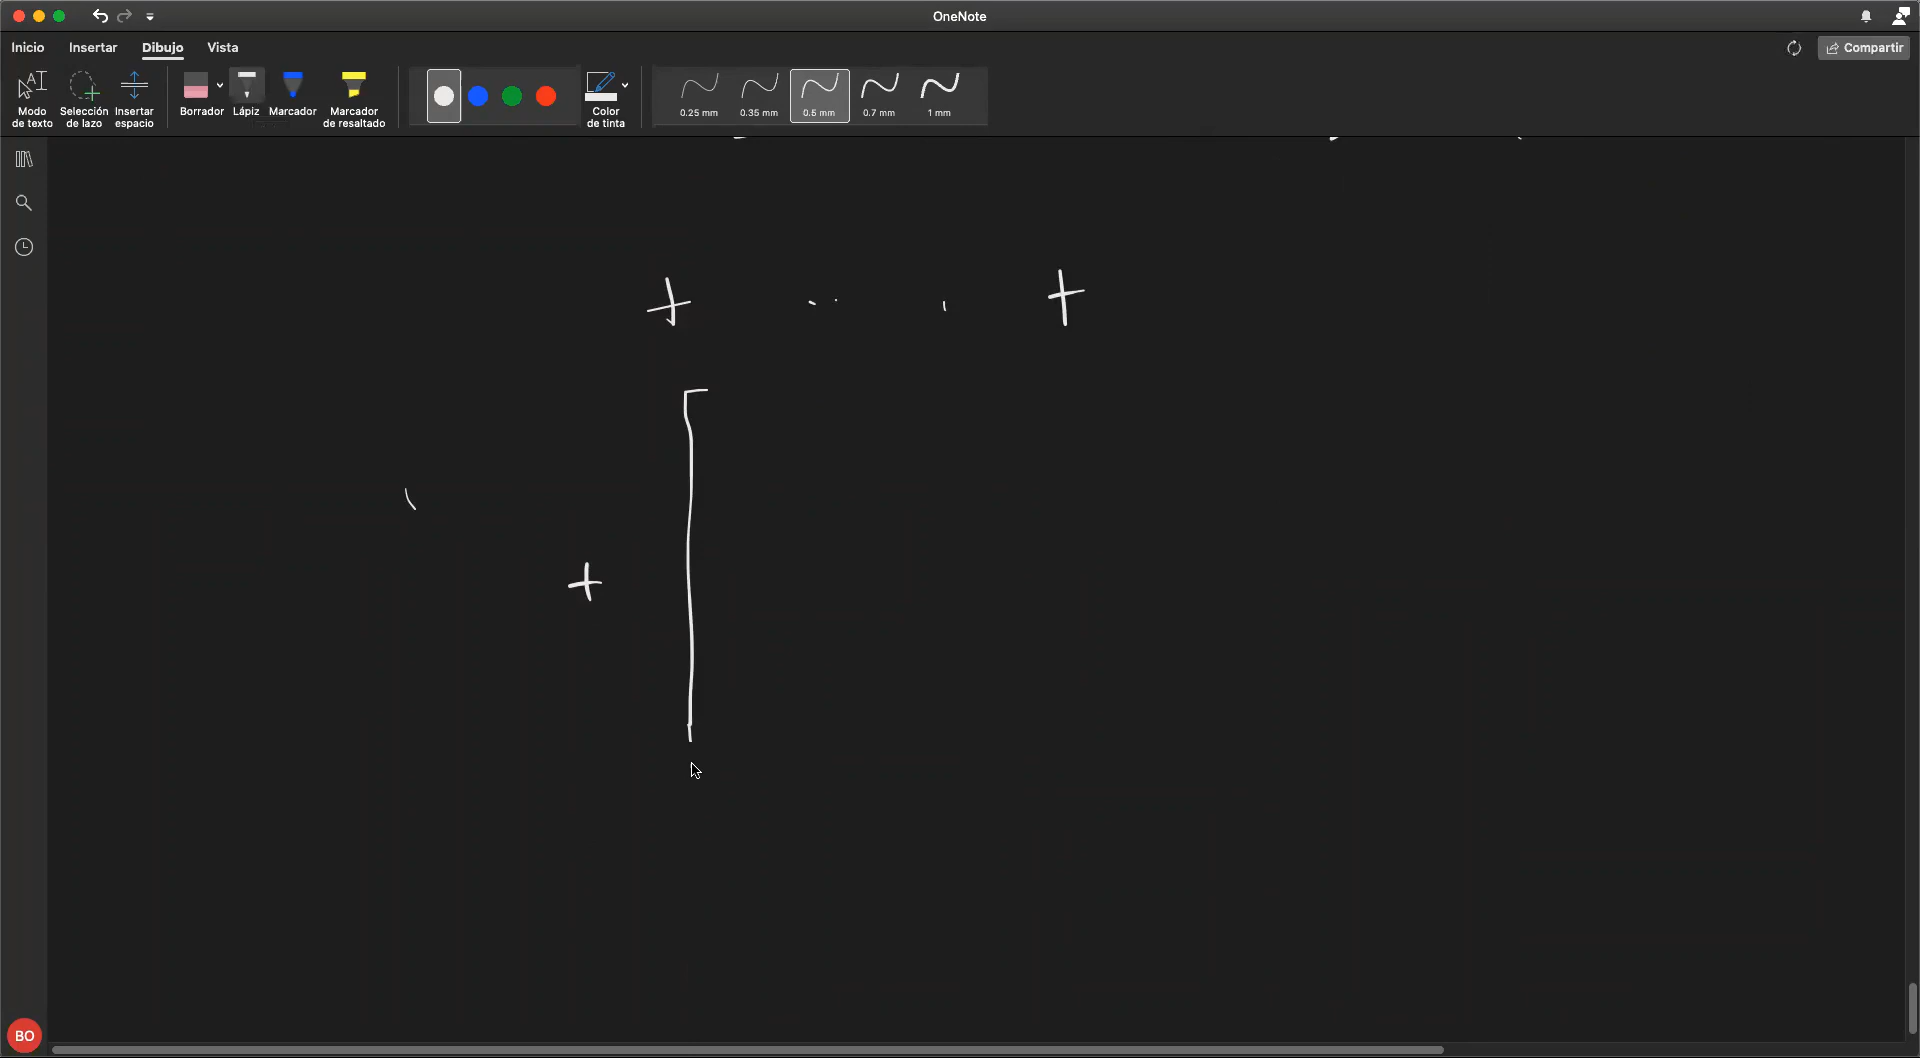 OneNote
Inicio Insertar Dibujo Vista
Compartir
Modo de texto
Selección de lazo
Insertar espacio
Borrador
Lápiz
Marcador
Marcador de resaltado
Color de tinta
0.25 mm
0.35 mm
0.5 mm
0.7 mm
1 mm
+ +
+
BO